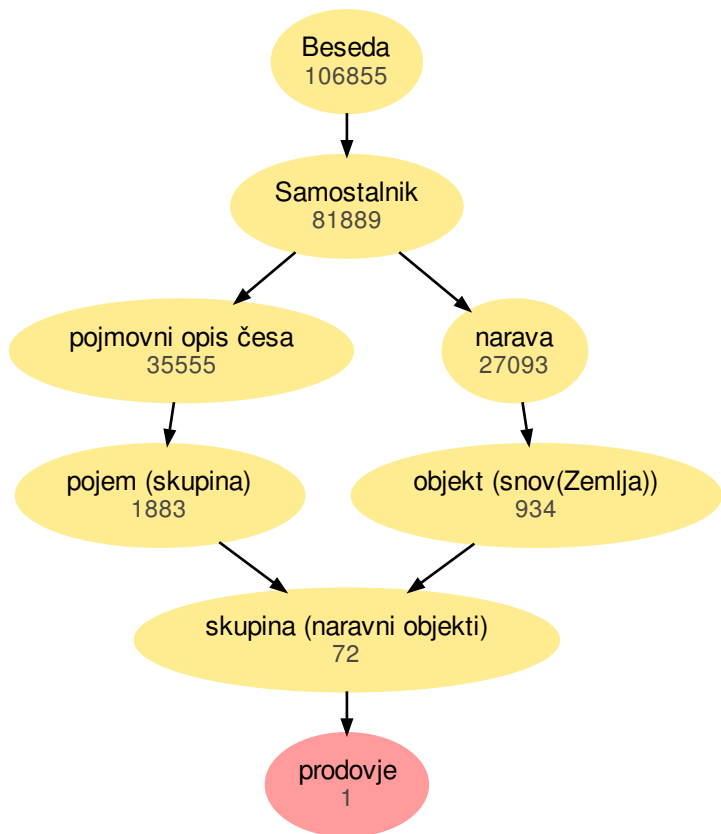 Beseda
106855
Samostalnik
81889
pojmovni opis česa
35555
narava
27093
pojem (skupina)
1883
objekt (snov(Zemlja))
934
skupina (naravni objekti)
72
prodovje
1